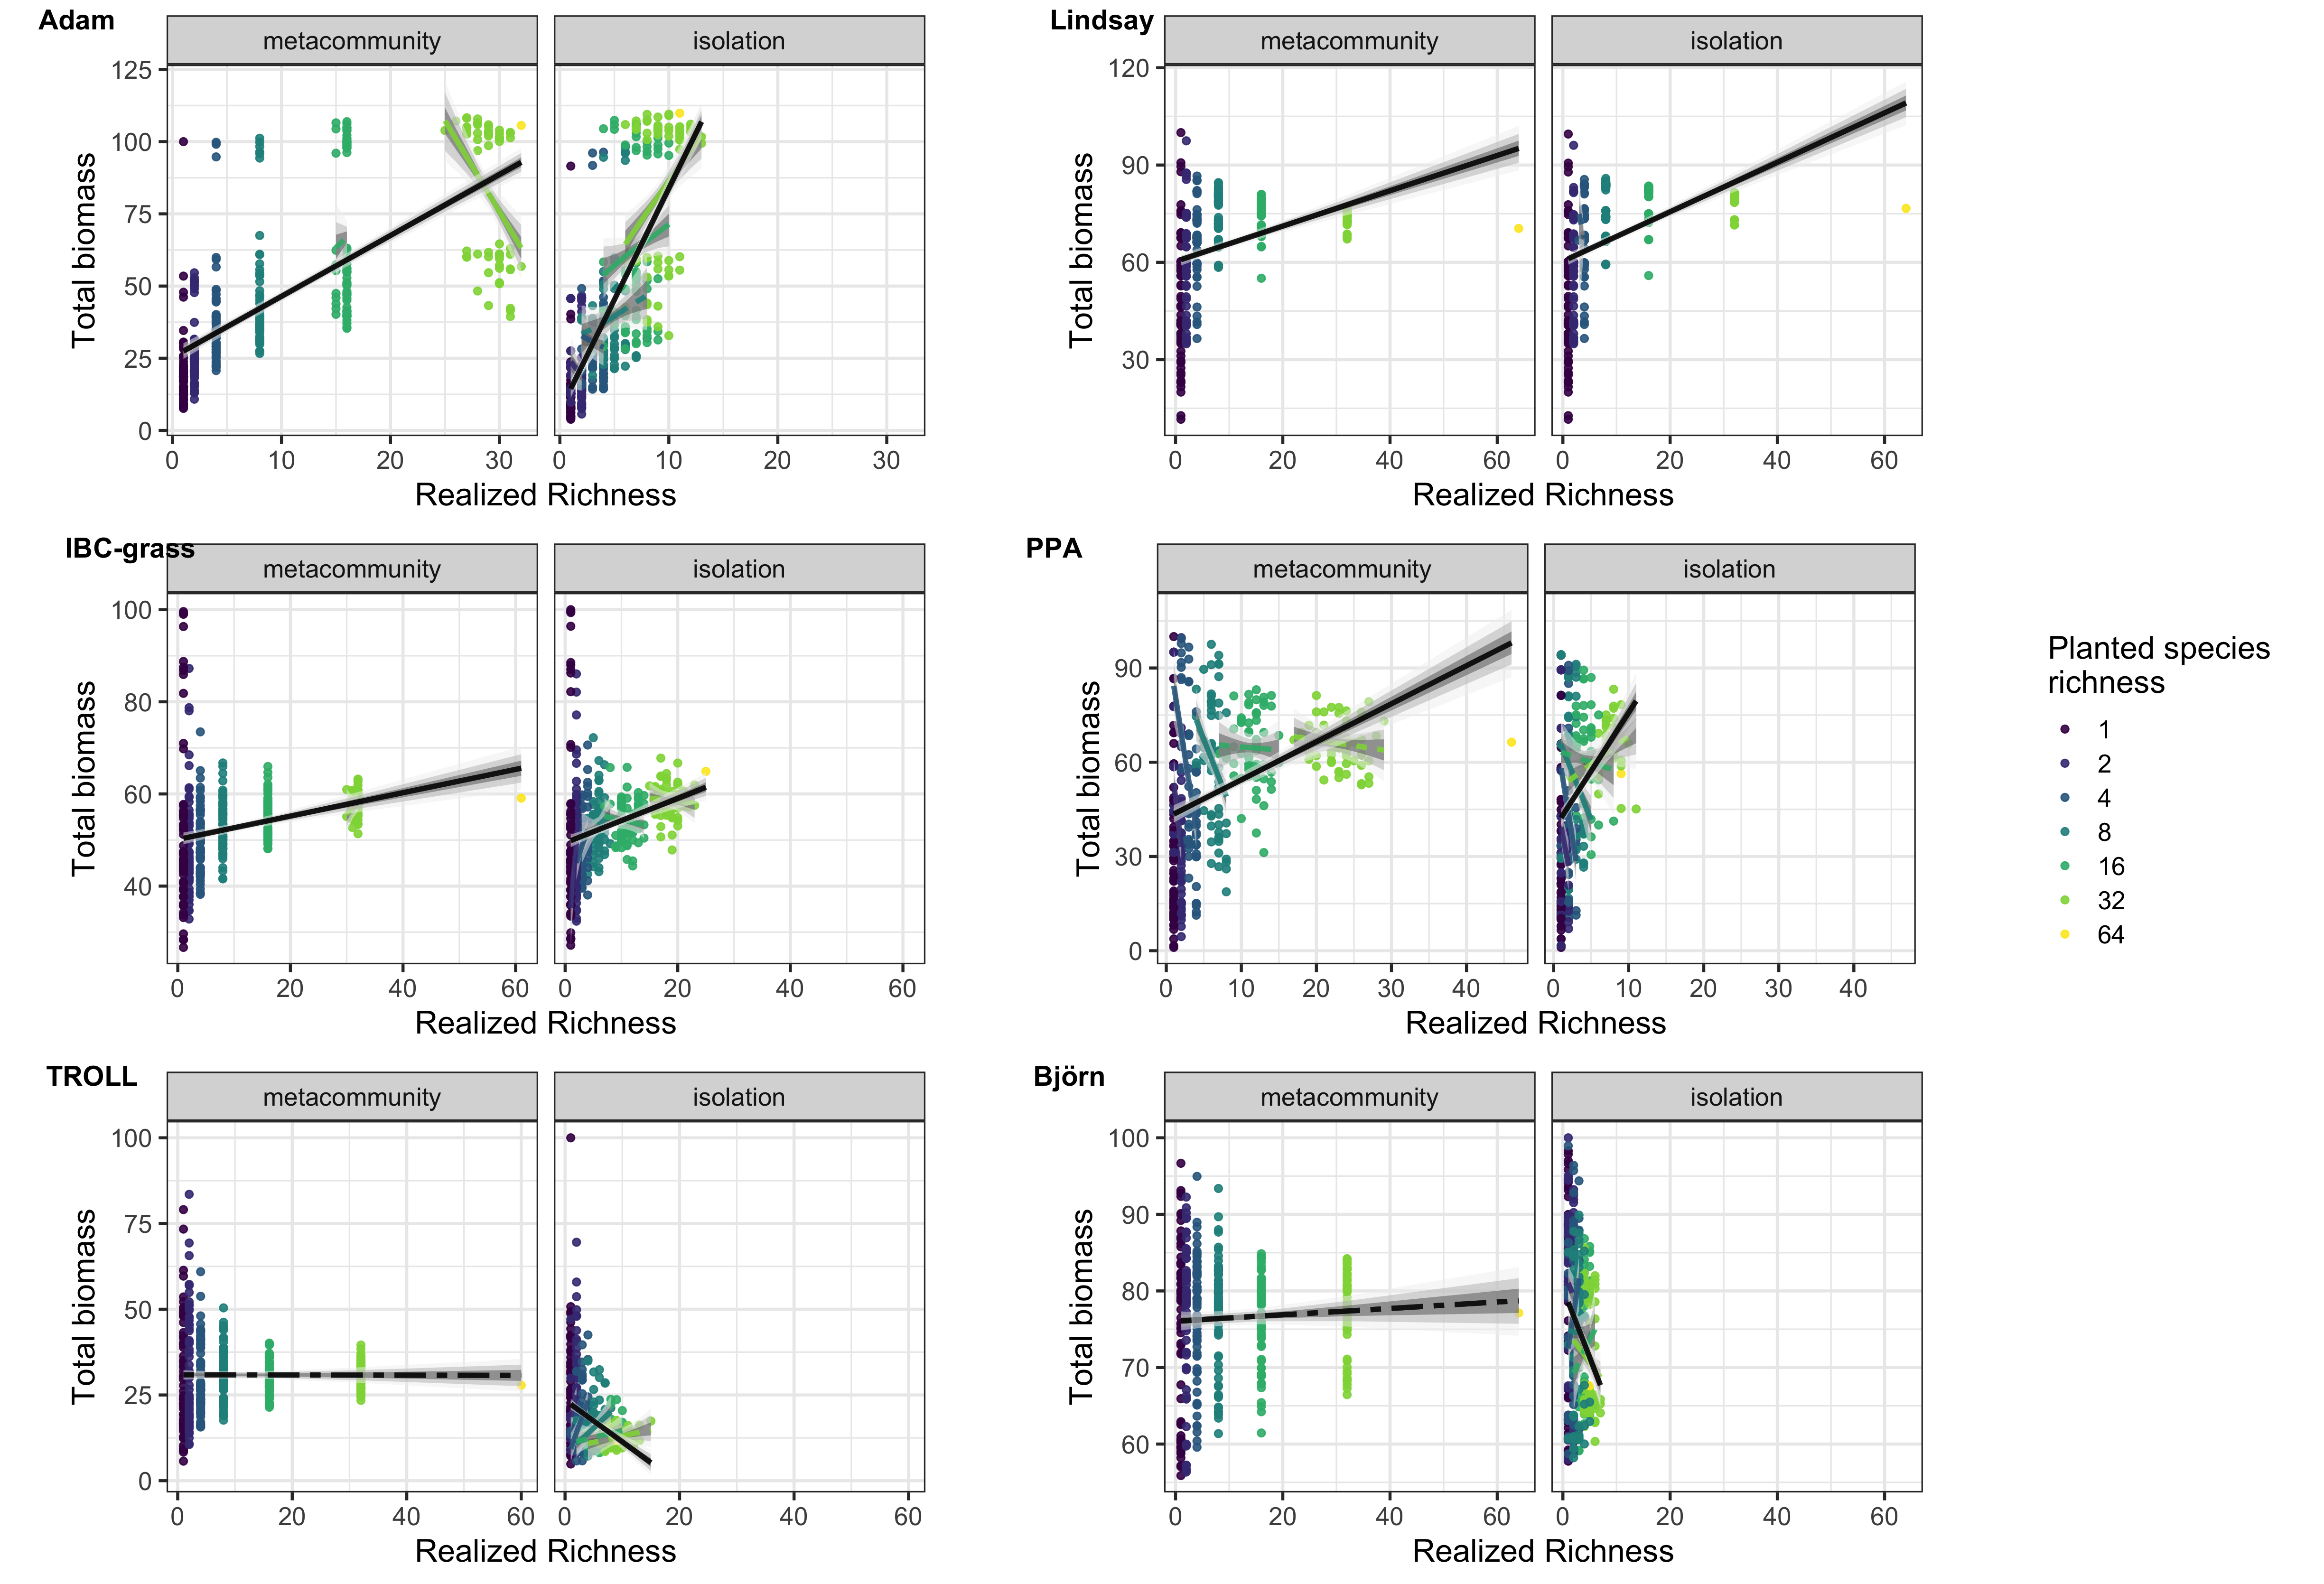 Adam
metacommunity isolation
125
100
75
50
25
0
Total biomass
0 10 20 30 0 10 20 30
Realized Richness
Lindsay
metacommunity isolation
120
90
60
30
Total biomass
0 20 40 60 0 20 40 60
Realized Richness
IBC-grass
metacommunity isolation
100
80
60
40
Total biomass
0 20 40 60 0 20 40 60
Realized Richness
PPA
metacommunity isolation
90
60
30
0
Total biomass
0 10 20 30 40 0 10 20 30 40
Realized Richness
Planted species
richness
1
2
4
8
16
32
64
TROLL
metacommunity isolation
100
75
50
25
0
Total biomass
0 20 40 60 0 20 40 60
Realized Richness
Björn
metacommunity isolation
100
90
80
70
60
Total biomass
0 20 40 60 0 20 40 60
Realized Richness